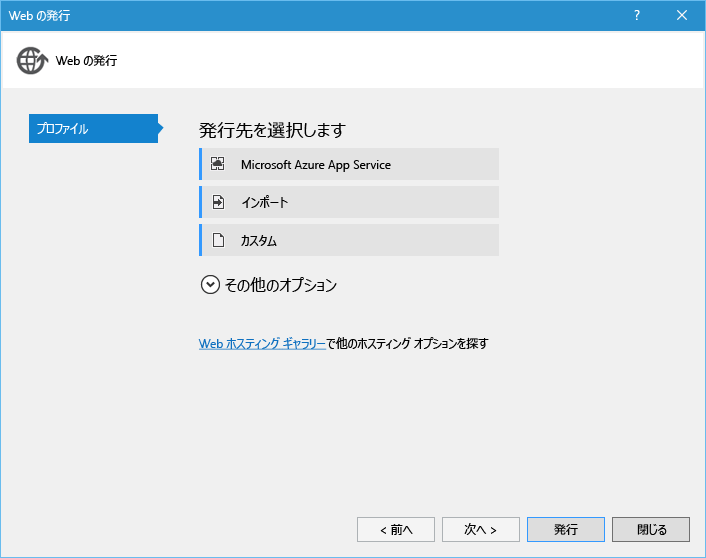 Web の発行
?
Web の発行
プロファイル
発行先を選択します
Microsoft Azure App Service
インポート
カスタム
その他のオプション
Web ホスティング ギャラリーで他のホスティング オプションを探す
< 前へ
次へ >
発行
閉じる